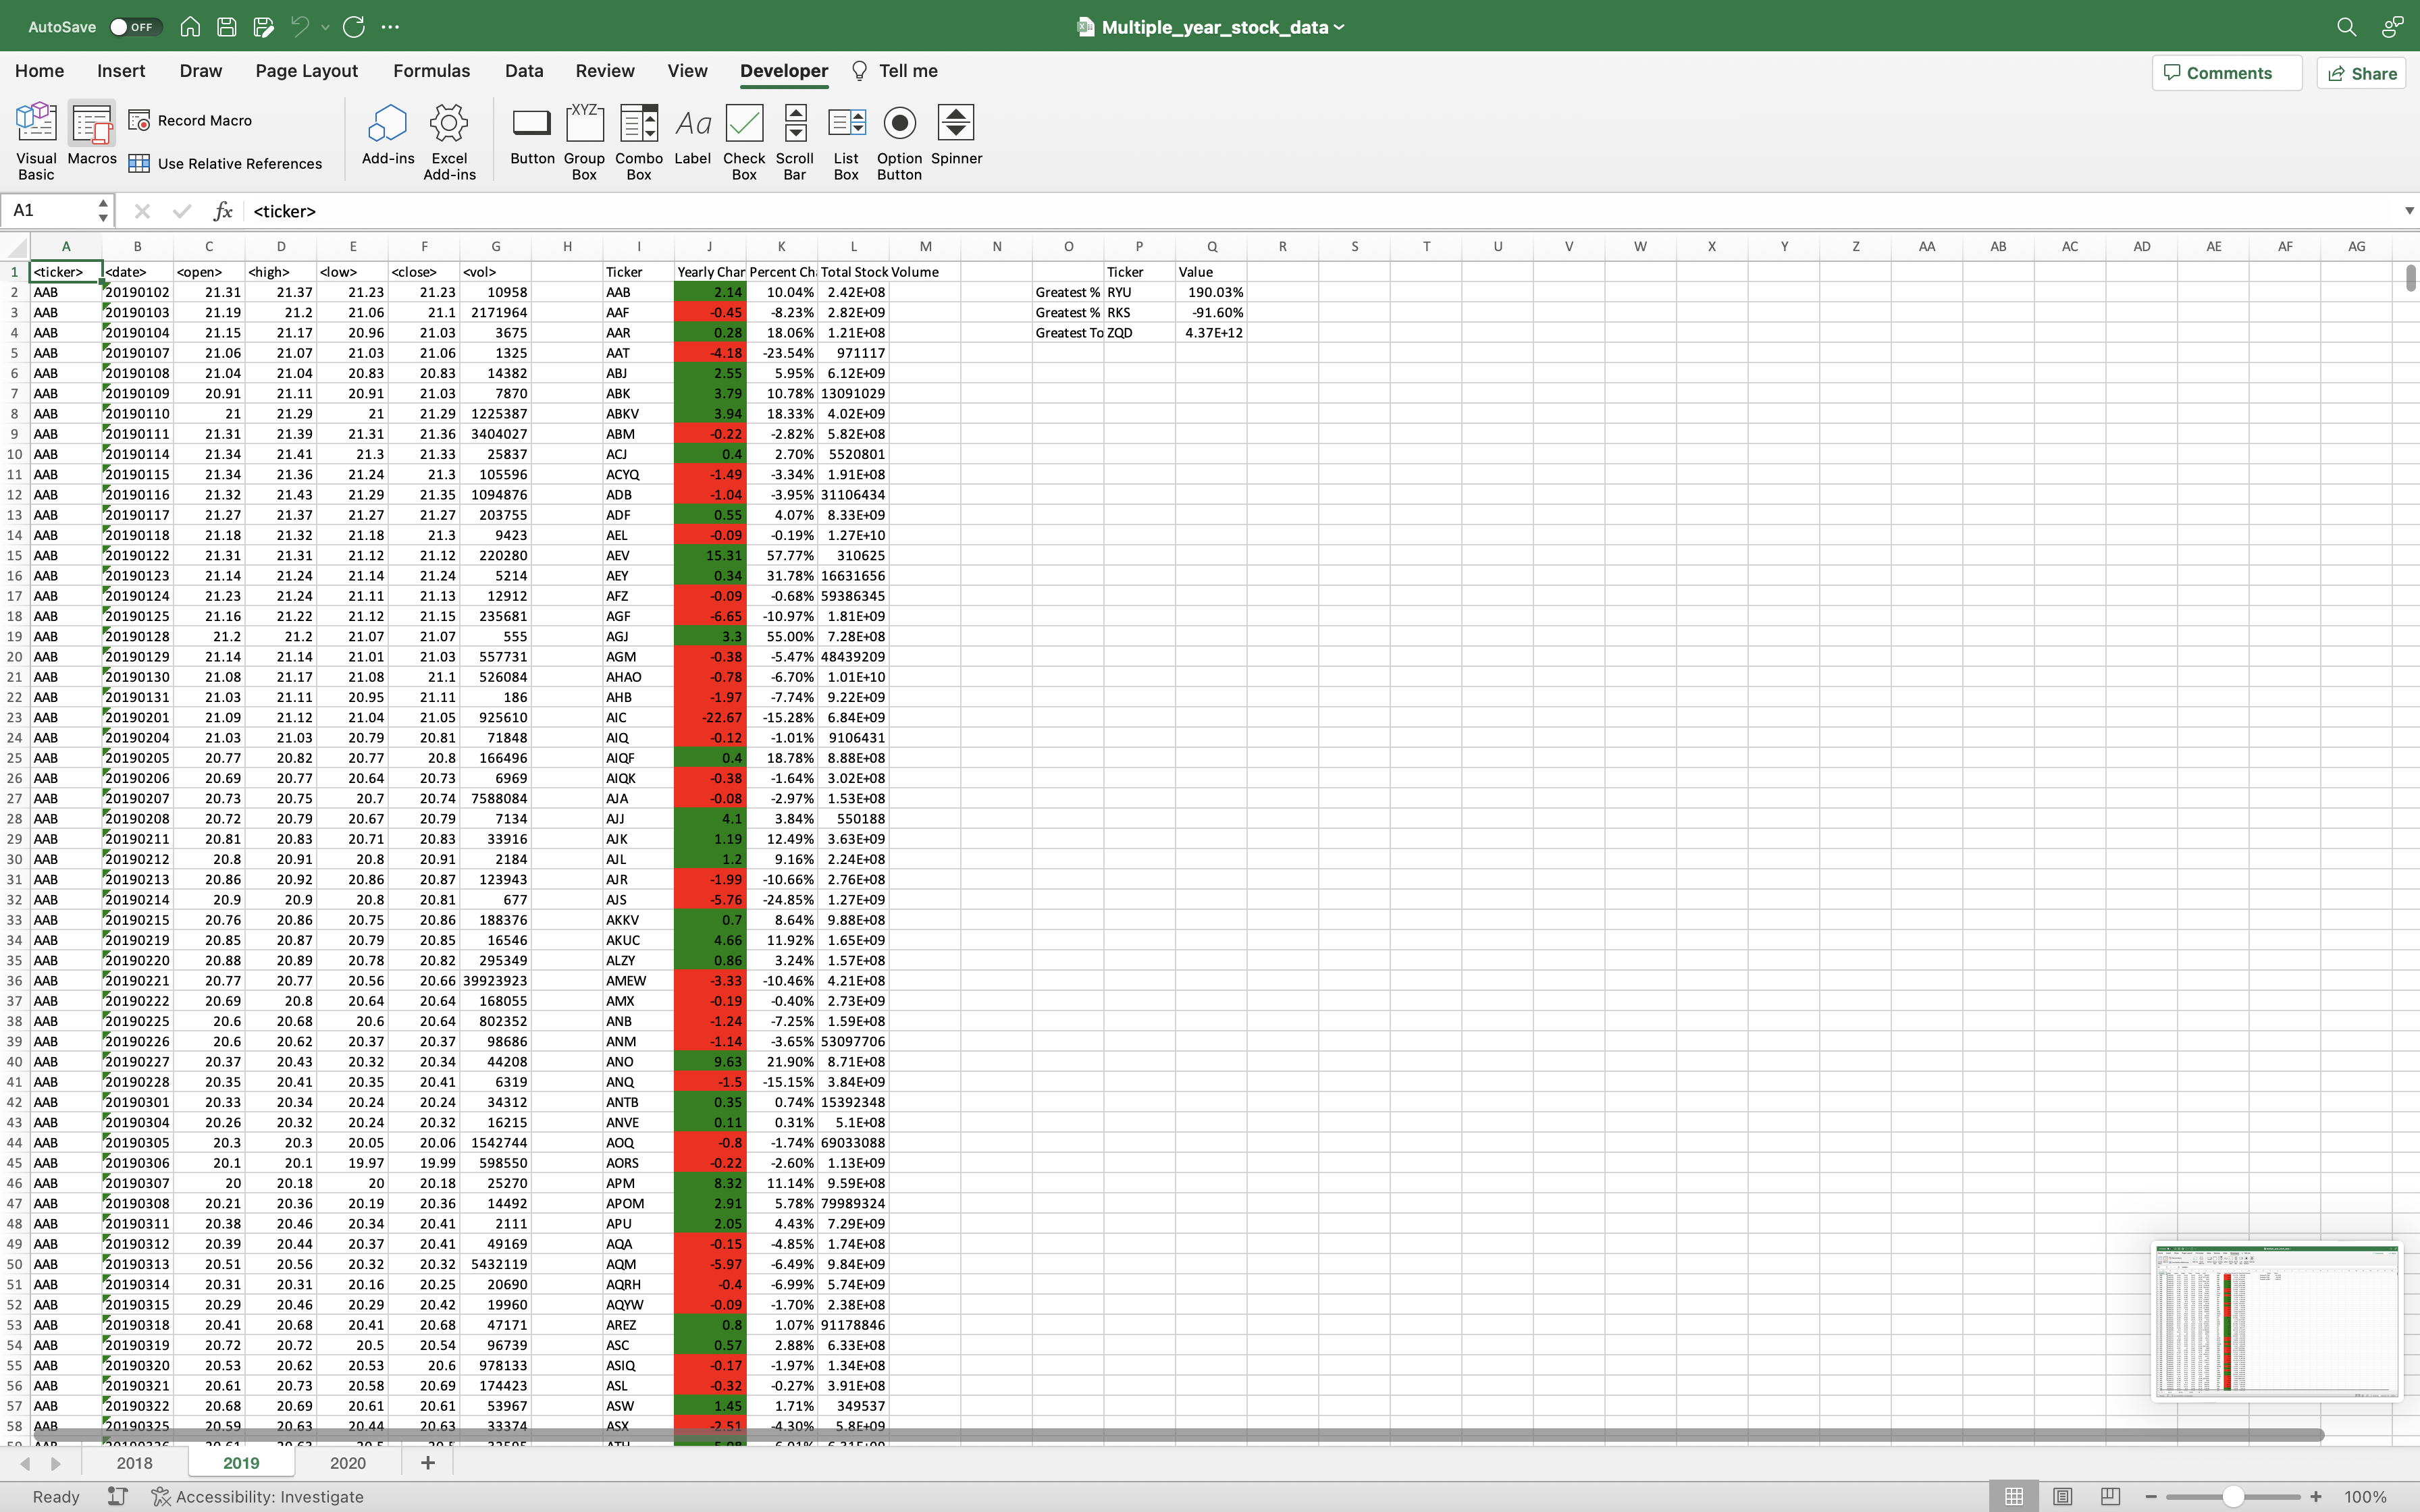 AutoSave OFF Multiple_year_stock_data
Home Insert Draw Page Layout Formulas Data Review View Developer Tell me Comments Share
Visual Basic Macros Record Macro Use Relative References Add-ins Excel Add-ins Button Group Box Combo Box Label Check Box Scroll Bar List Box Option Button Spinner
XYZ Aa
A1 fx <ticker>
A B C D E F G H I J K L M N O P Q R S T U V W X Y Z AA AB AC AD AE AF AG
1 <ticker> <date> <open> <high> <low> <close> <vol> Ticker Yearly Char Percent Ch Total Stock Volume Ticker Value
2 AAB 20190102 21.31 21.37 21.23 21.23 10958 AAB 2.14 10.04% 2.42E+08 Greatest % RYU 190.03%
3 AAB 20190103 21.19 21.2 21.06 21.1 2171964 AAF -0.45 -8.23% 2.82E+09 Greatest % RKS -91.60%
4 AAB 20190104 21.15 21.17 20.96 21.03 3675 AAR 0.28 18.06% 1.21E+08 Greatest To ZQD 4.37E+12
5 AAB 20190107 21.06 21.07 21.03 21.06 1325 AAT -4.18 -23.54% 971117
6 AAB 20190108 21.04 21.04 20.83 20.83 14382 ABJ 2.55 5.95% 6.12E+09
7 AAB 20190109 20.91 21.11 20.91 21.03 7870 ABK 3.79 10.78% 13091029
8 AAB 20190110 21 21.29 21 21.29 1225387 ABKV 3.94 18.33% 4.02E+09
9 AAB 20190111 21.31 21.39 21.31 21.36 3404027 ABM -0.22 -2.82% 5.82E+08
10 AAB 20190114 21.34 21.41 21.3 21.33 25837 ACJ 0.4 2.70% 5520801
11 AAB 20190115 21.34 21.36 21.24 21.3 105596 ACYQ -1.49 -3.34% 1.91E+08
12 AAB 20190116 21.32 21.43 21.29 21.35 1094876 ADB -1.04 -3.95% 31106434
13 AAB 20190117 21.27 21.37 21.27 21.27 203755 ADF 0.55 4.07% 8.33E+09
14 AAB 20190118 21.18 21.32 21.18 21.3 9423 AEL -0.09 -0.19% 1.27E+10
15 AAB 20190122 21.31 21.31 21.12 21.12 220280 AEV 15.31 57.77% 310625
16 AAB 20190123 21.14 21.24 21.14 21.24 5214 AEY 0.34 31.78% 16631656
17 AAB 20190124 21.23 21.24 21.11 21.13 12912 AFZ -0.09 -0.68% 59386345
18 AAB 20190125 21.16 21.22 21.12 21.15 235681 AGF -6.65 -10.97% 1.81E+09
19 AAB 20190128 21.2 21.2 21.07 21.07 555 AGJ 3.3 55.00% 7.28E+08
20 AAB 20190129 21.14 21.14 21.01 21.03 557731 AGM -0.38 -5.47% 48439209
21 AAB 20190130 21.08 21.17 21.08 21.1 526084 AHAO -0.78 -6.70% 1.01E+10
22 AAB 20190131 21.03 21.11 20.95 21.11 186 AHB -1.97 -7.74% 9.22E+09
23 AAB 20190201 21.09 21.12 21.04 21.05 925610 AIC -22.67 -15.28% 6.84E+09
24 AAB 20190204 21.03 21.03 20.79 20.81 71848 AIQ -0.12 -1.01% 9106431
25 AAB 20190205 20.77 20.82 20.77 20.8 166496 AIQF 0.4 18.78% 8.88E+08
26 AAB 20190206 20.69 20.77 20.64 20.73 6969 AIQK -0.38 -1.64% 3.02E+08
27 AAB 20190207 20.73 20.75 20.7 20.74 7588084 AJA -0.08 -2.97% 1.53E+08
28 AAB 20190208 20.72 20.79 20.67 20.79 7134 AJJ 4.1 3.84% 550188
29 AAB 20190211 20.81 20.83 20.71 20.83 33916 AJK 1.19 12.49% 3.63E+09
30 AAB 20190212 20.8 20.91 20.8 20.91 2184 AJL 1.2 9.16% 2.24E+08
31 AAB 20190213 20.86 20.92 20.86 20.87 123943 AJR -1.99 -10.66% 2.76E+08
32 AAB 20190214 20.9 20.9 20.8 20.81 677 AJS -5.76 -24.85% 1.27E+09
33 AAB 20190215 20.76 20.86 20.75 20.86 188376 AKKV 0.7 8.64% 9.88E+08
34 AAB 20190219 20.85 20.87 20.79 20.85 16546 AKUC 4.66 11.92% 1.65E+09
35 AAB 20190220 20.88 20.89 20.78 20.82 295349 ALZY 0.86 3.24% 1.57E+08
36 AAB 20190221 20.77 20.77 20.56 20.66 39923923 AMEW -3.33 -10.46% 4.21E+08
37 AAB 20190222 20.69 20.8 20.64 20.64 168055 AMX -0.19 -0.40% 2.73E+09
38 AAB 20190225 20.6 20.68 20.6 20.64 802352 ANB -1.24 -7.25% 1.59E+08
39 AAB 20190226 20.6 20.62 20.37 20.37 98686 ANM -1.14 -3.65% 53097706
40 AAB 20190227 20.37 20.43 20.32 20.34 44208 ANO 9.63 21.90% 8.71E+08
41 AAB 20190228 20.35 20.41 20.35 20.41 6319 ANQ -1.5 -15.15% 3.84E+09
42 AAB 20190301 20.33 20.34 20.24 20.24 34312 ANTB 0.35 0.74% 15392348
43 AAB 20190304 20.26 20.32 20.24 20.32 16215 ANVE 0.11 0.31% 5.1E+08
44 AAB 20190305 20.3 20.3 20.05 20.06 1542744 AOQ -0.8 -1.74% 69033088
45 AAB 20190306 20.1 20.1 19.97 19.99 598550 AORS -0.22 -2.60% 1.13E+09
46 AAB 20190307 20 20.18 20 20.18 25270 APM 8.32 11.14% 9.59E+08
47 AAB 20190308 20.21 20.36 20.19 20.36 14492 APOM 2.91 5.78% 79989324
48 AAB 20190311 20.38 20.46 20.34 20.41 2111 APU 2.05 4.43% 7.29E+09
49 AAB 20190312 20.39 20.44 20.37 20.41 49169 AQA -0.15 -4.85% 1.74E+08
50 AAB 20190313 20.51 20.56 20.32 20.32 5432119 AQM -5.97 -6.49% 9.84E+09
51 AAB 20190314 20.31 20.31 20.16 20.25 20690 AQRH -0.4 -6.99% 5.74E+09
52 AAB 20190315 20.29 20.46 20.29 20.42 19960 AQYW -0.09 -1.70% 2.38E+08
53 AAB 20190318 20.41 20.68 20.41 20.68 47171 AREZ 0.8 1.07% 91178846
54 AAB 20190319 20.72 20.72 20.5 20.54 96739 ASC 0.57 2.88% 6.33E+08
55 AAB 20190320 20.53 20.62 20.53 20.6 978133 ASIQ -0.17 -1.97% 1.34E+08
56 AAB 20190321 20.61 20.73 20.58 20.69 174423 ASL -0.32 -0.27% 3.91E+08
57 AAB 20190322 20.68 20.69 20.61 20.61 53967 ASW 1.45 1.71% 349537
58 AAB 20190325 20.59 20.63 20.44 20.63 33374 ASX -2.51 -4.30% 5.8E+09
2018 2019 2020
Ready Accessibility: Investigate 100%